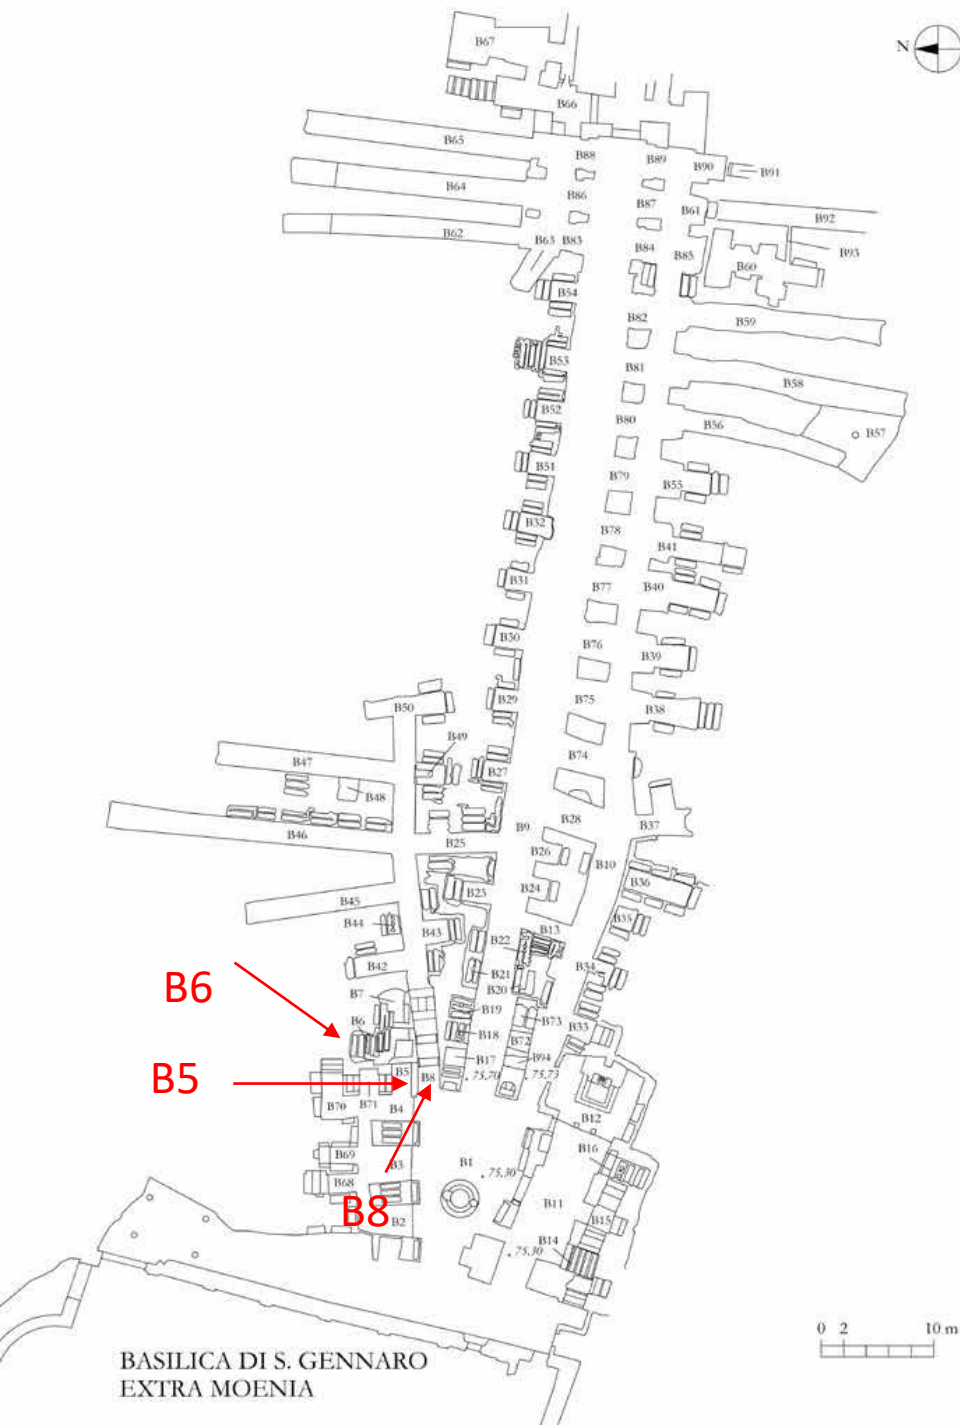 B67
N
B66
B65
B88
B89
B90
B91
B64
B86
B87
B61
B92
B62
B63
B83
B84
B85
B60
B93
B54
B82
B59
B53
B81
B58
B52
B80
B56
B57
B51
B79
B55
B32
B78
B41
B31
B77
B40
B30
B76
B39
B50
B29
B75
B38
B49
B47
B27
B74
B48
B46
B25
B9
B28
B37
B26
B10
B45
B23
B24
B36
B44
B43
B22
B13
B35
B42
B21
B34
B6
B7
B20
B19
B73
B6
B18
B72
B33
B5
B5
B8
B17
B94
75,70
75,73
B70
B71
B4
B12
B69
B3
B1
B16
75,30
B68
B8
B11
B2
B15
B14
75,30
0 2 10 m
BASILICA DI S. GENNARO
EXTRA MOENIA